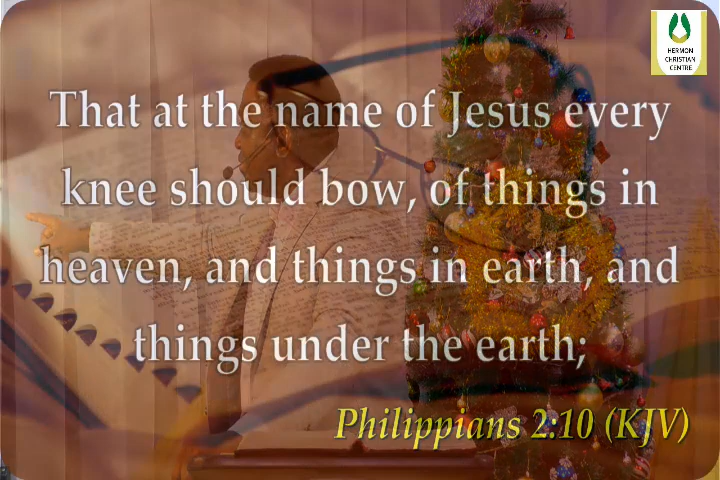 HERMON
CHRISTIAN
CENTRE
That at the name of Jesus every
knee should bow, of things in
heaven, and things in earth, and
things under the earth;
Philippians 2:10 (KJV)